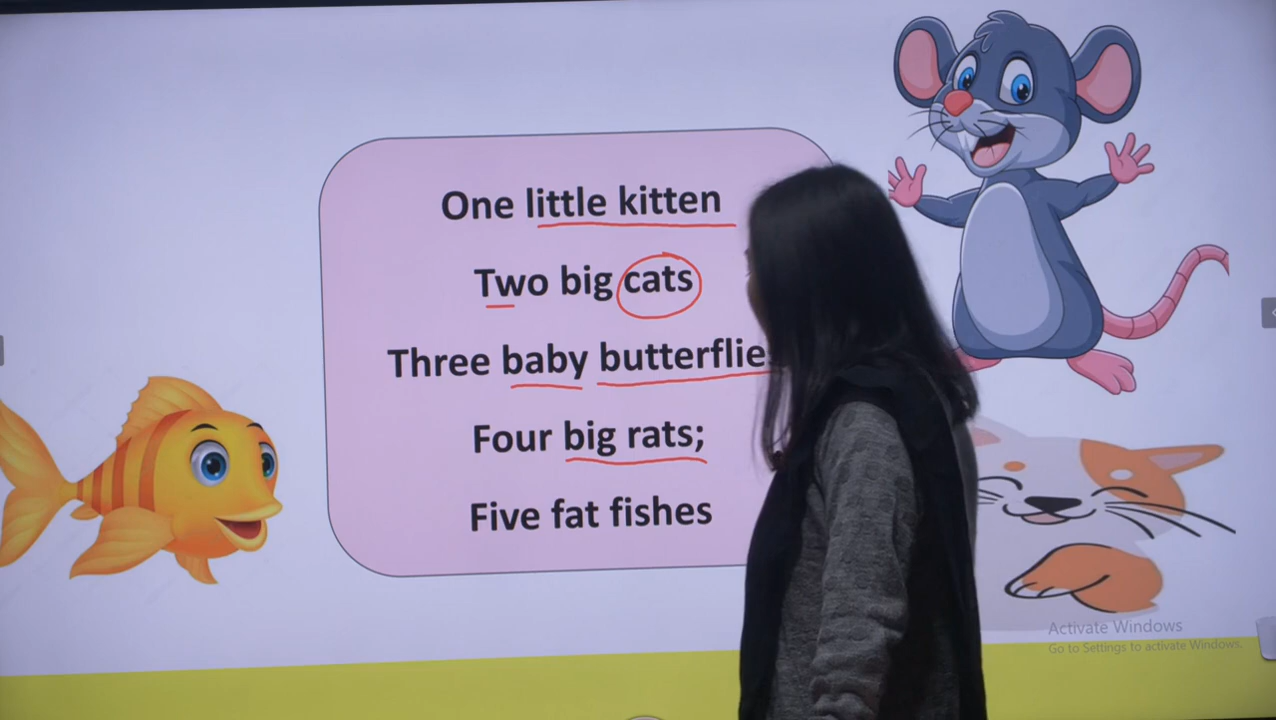 One little kitten
Two big cats
Three baby butterflie
Four big rats;
Five fat fishes
Activate Windows
Go to Settings to activate Windows.